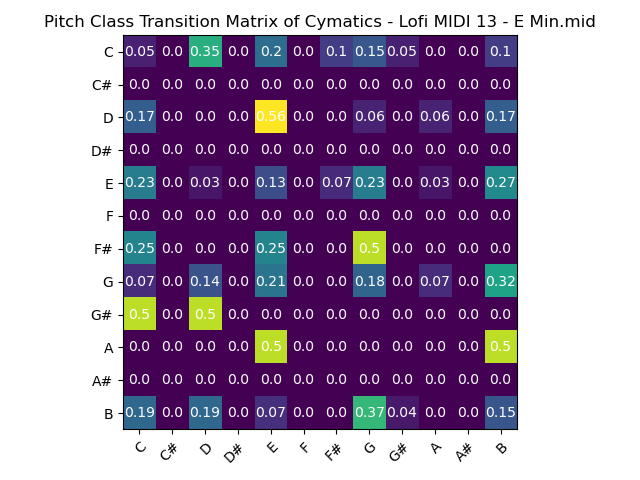 Pitch Class Transition Matrix of Cymatics - Lofi MIDI 13 - E Min.mid
C 0.05 0.0 0.35 0.0 0.2 0.0 0.1 0.15 0.05 0.0 0.0 0.1
C# 0.0 0.0 0.0 0.0 0.0 0.0 0.0 0.0 0.0 0.0 0.0 0.0
D 0.17 0.0 0.0 0.0 0.56 0.0 0.0 0.06 0.0 0.06 0.0 0.17
D# 0.0 0.0 0.0 0.0 0.0 0.0 0.0 0.0 0.0 0.0 0.0 0.0
E 0.23 0.0 0.03 0.0 0.13 0.0 0.07 0.23 0.0 0.03 0.0 0.27
F 0.0 0.0 0.0 0.0 0.0 0.0 0.0 0.0 0.0 0.0 0.0 0.0
F# 0.25 0.0 0.0 0.0 0.25 0.0 0.0 0.5 0.0 0.0 0.0 0.0
G 0.07 0.0 0.14 0.0 0.21 0.0 0.0 0.18 0.0 0.07 0.0 0.32
G# 0.5 0.0 0.5 0.0 0.0 0.0 0.0 0.0 0.0 0.0 0.0 0.0
A 0.0 0.0 0.0 0.0 0.5 0.0 0.0 0.0 0.0 0.0 0.0 0.5
A# 0.0 0.0 0.0 0.0 0.0 0.0 0.0 0.0 0.0 0.0 0.0 0.0
B 0.19 0.0 0.19 0.0 0.07 0.0 0.0 0.37 0.04 0.0 0.0 0.15
C C# D D# E F F# G G# A A# B